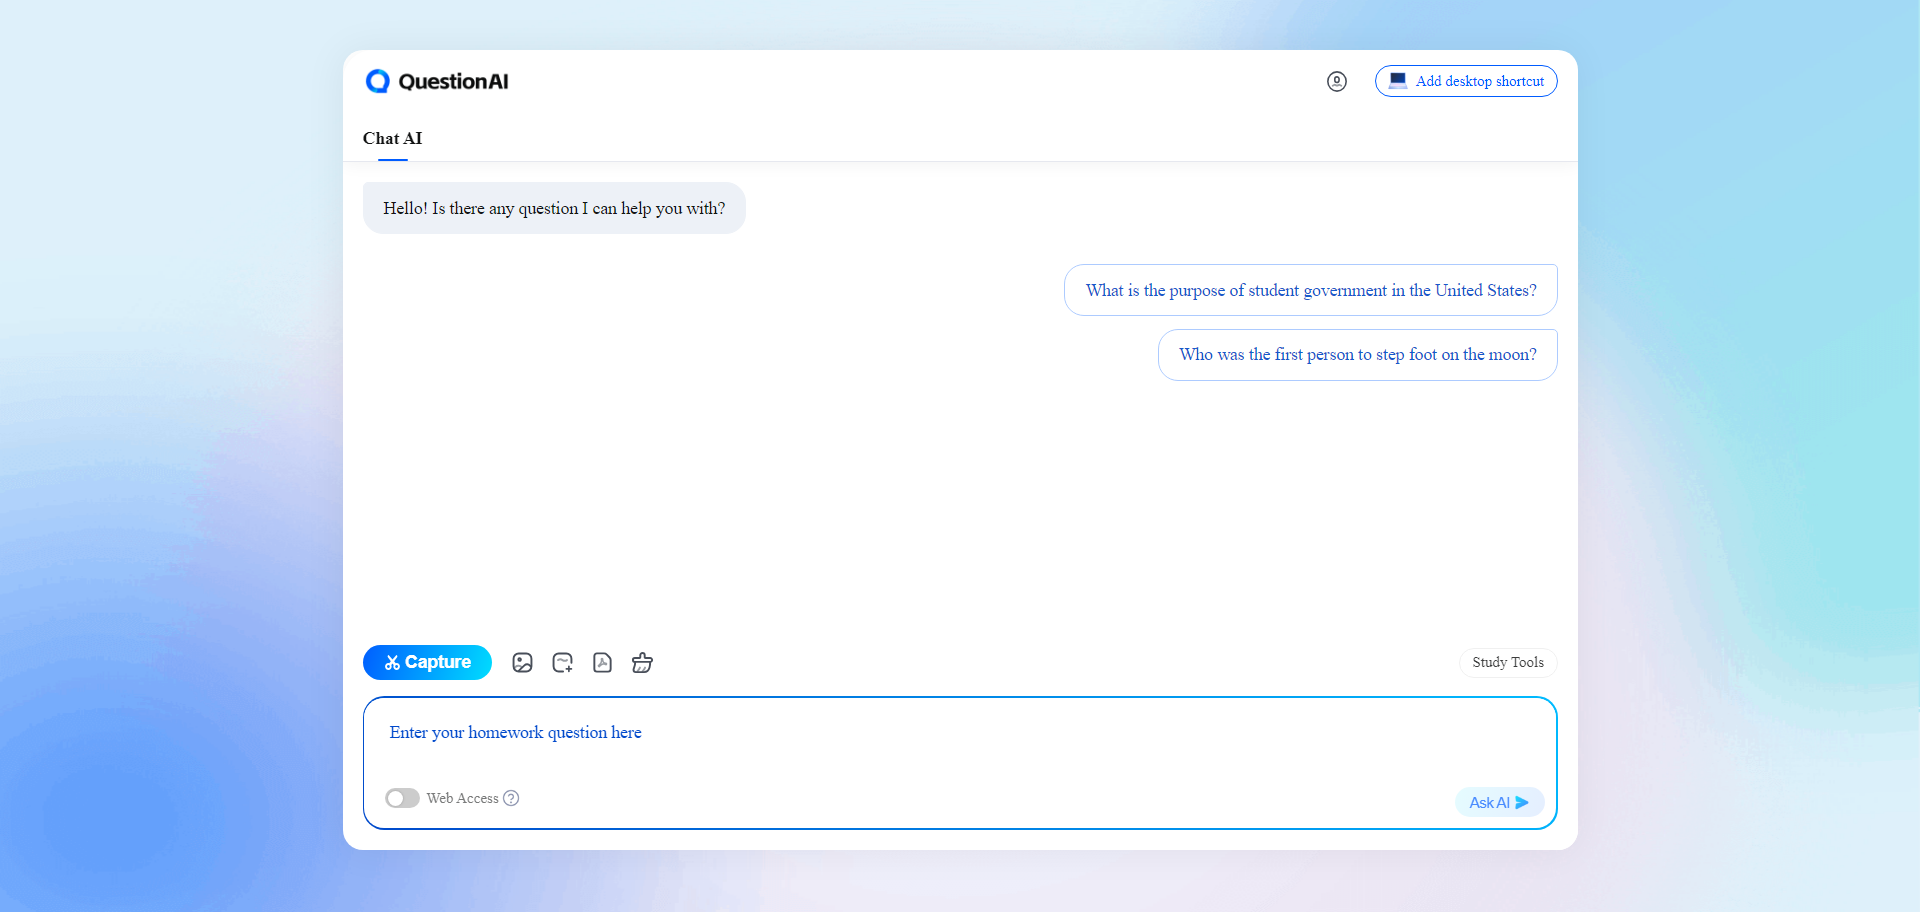 QuestionAI
Add desktop shortcut
Chat AI
Hello! Is there any question I can help you with?
What is the purpose of student government in the United States?
Who was the first person to step foot on the moon?
Capture
Study Tools
Enter your homework question here
Web Access ?
Ask AI